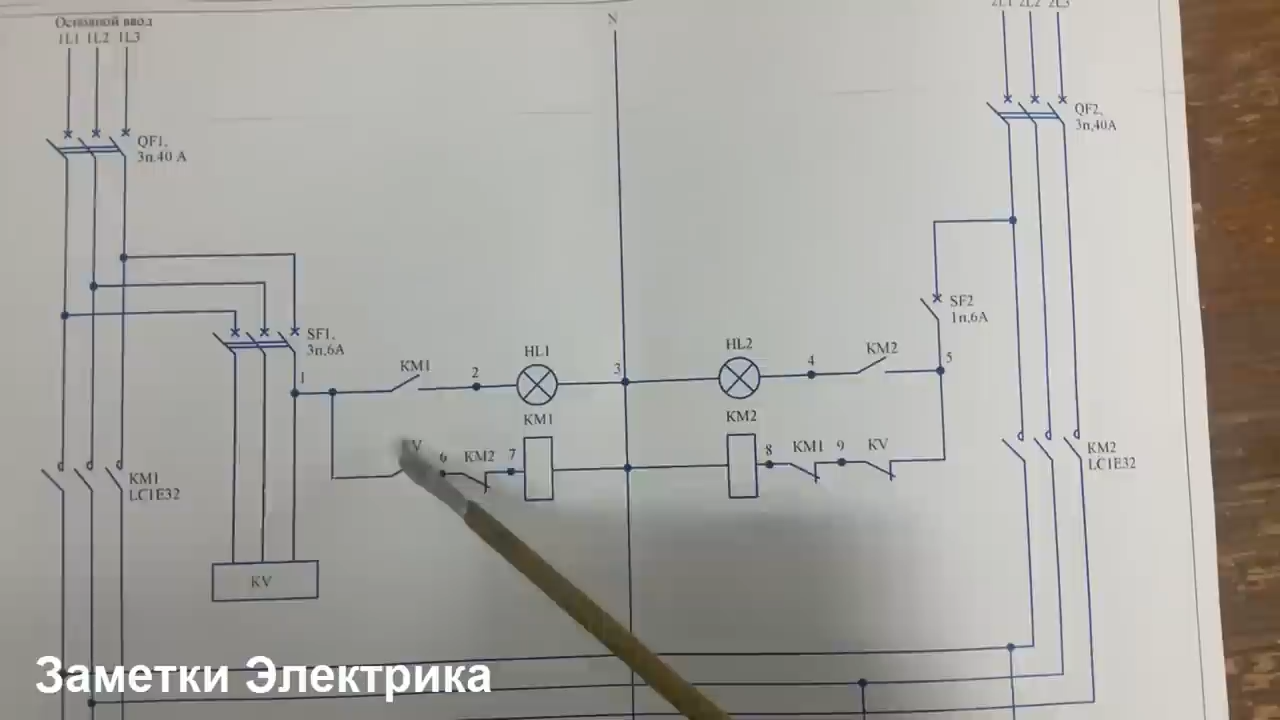 Основной ввод
1L1 1L2 1L3
N
2L1 2L2 2L3
QF1,
3п,40 А
QF2,
3п,40А
SF1,
3п,6А
SF2
1п,6А
1
KM1
2
HL1
3
HL2
4
KM2
5
KM1
KM2
V
6
KM2
7
8
KM1
9
KV
KM1
LC1E32
KM2
LC1E32
KV
Заметки Электрика